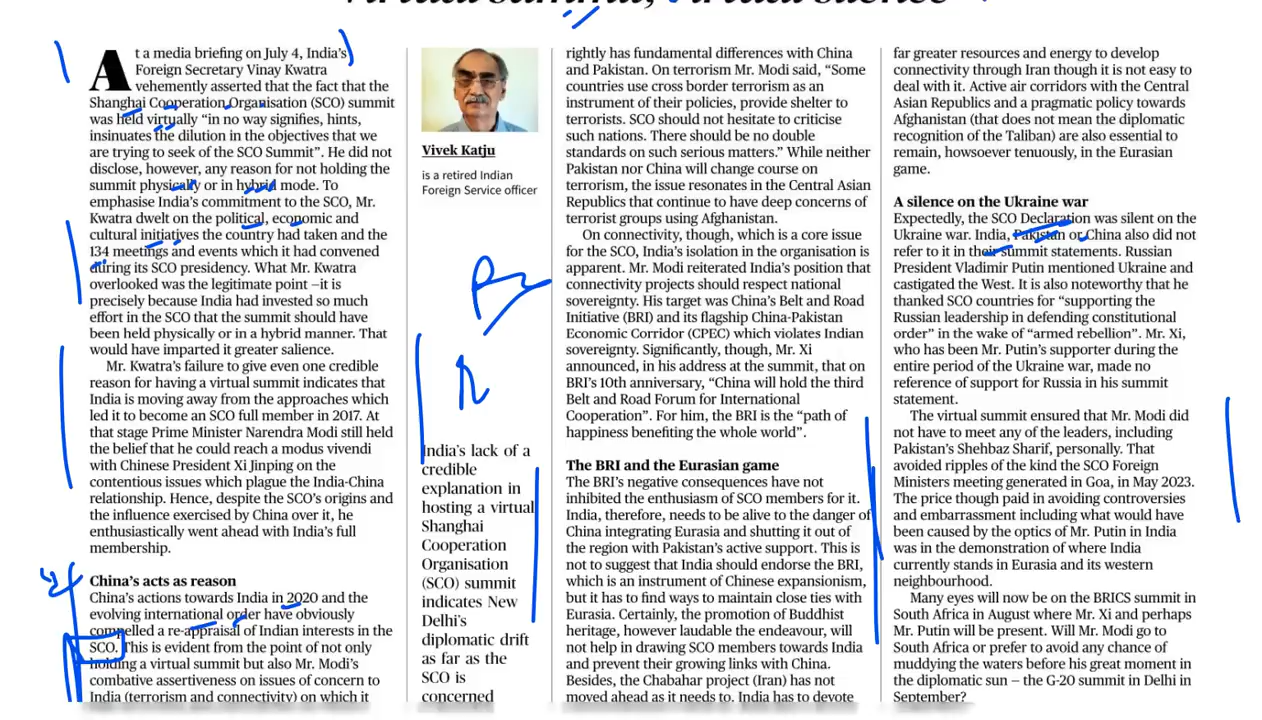 At a media briefing on July 4, India's
Foreign Secretary Vinay Kwatra
vehemently asserted that the fact that the
Shanghai Cooperation Organisation (SCO) summit
was held virtually “in no way signifies, hints,
insinuates the dilution in the objectives that we
are trying to seek of the SCO Summit”. He did not
disclose, however, any reason for not holding the
summit physically or in hybrid mode. To
emphasise India's commitment to the SCO, Mr.
Kwatra dwelt on the political, economic and
cultural initiatives the country had taken and the
134 meetings and events which it had convened
during its SCO presidency. What Mr. Kwatra
overlooked was the legitimate point —it is
precisely because India had invested so much
effort in the SCO that the summit should have
been held physically or in a hybrid manner. That
would have imparted it greater salience.
Mr. Kwatra's failure to give even one credible
reason for having a virtual summit indicates that
India is moving away from the approaches which
led it to become an SCO full member in 2017. At
that stage Prime Minister Narendra Modi still held
the belief that he could reach a modus vivendi
with Chinese President Xi Jinping on the
contentious issues which plague the India-China
relationship. Hence, despite the SCO's origins and
the influence exercised by China over it, he
enthusiastically went ahead with India's full
membership.
China's acts as reason
China's actions towards India in 2020 and the
evolving international order have obviously
compelled a re-appraisal of Indian interests in the
SCO. This is evident from the point of not only
holding a virtual summit but also Mr. Modi's
combative assertiveness on issues of concern to
India (terrorism and connectivity) on which it
Vivek Katju
is a retired Indian
Foreign Service officer
India's lack of a
credible
explanation in
hosting a virtual
Shanghai
Cooperation
Organisation
(SCO) summit
indicates New
Delhi's
diplomatic drift
as far as the
SCO is
concerned
rightly has fundamental differences with China
and Pakistan. On terrorism Mr. Modi said, “Some
countries use cross border terrorism as an
instrument of their policies, provide shelter to
terrorists. SCO should not hesitate to criticise
such nations. There should be no double
standards on such serious matters.” While neither
Pakistan nor China will change course on
terrorism, the issue resonates in the Central Asian
Republics that continue to have deep concerns of
terrorist groups using Afghanistan.
On connectivity, though, which is a core issue
for the SCO, India's isolation in the organisation is
apparent. Mr. Modi reiterated India's position that
connectivity projects should respect national
sovereignty. His target was China's Belt and Road
Initiative (BRI) and its flagship China-Pakistan
Economic Corridor (CPEC) which violates Indian
sovereignty. Significantly, though, Mr. Xi
announced, in his address at the summit, that on
BRI's 10th anniversary, “China will hold the third
Belt and Road Forum for International
Cooperation”. For him, the BRI is the “path of
happiness benefiting the whole world”.
The BRI and the Eurasian game
The BRI's negative consequences have not
inhibited the enthusiasm of SCO members for it.
India, therefore, needs to be alive to the danger of
China integrating Eurasia and shutting it out of
the region with Pakistan's active support. This is
not to suggest that India should endorse the BRI,
which is an instrument of Chinese expansionism,
but it has to find ways to maintain close ties with
Eurasia. Certainly, the promotion of Buddhist
heritage, however laudable the endeavour, will
not help in drawing SCO members towards India
and prevent their growing links with China.
Besides, the Chabahar project (Iran) has not
moved ahead as it needs to. India has to devote
far greater resources and energy to develop
connectivity through Iran though it is not easy to
deal with it. Active air corridors with the Central
Asian Republics and a pragmatic policy towards
Afghanistan (that does not mean the diplomatic
recognition of the Taliban) are also essential to
remain, howsoever tenuously, in the Eurasian
game.
A silence on the Ukraine war
Expectedly, the SCO Declaration was silent on the
Ukraine war. India, Pakistan or China also did not
refer to it in their summit statements. Russian
President Vladimir Putin mentioned Ukraine and
castigated the West. It is also noteworthy that he
thanked SCO countries for “supporting the
Russian leadership in defending constitutional
order” in the wake of “armed rebellion”. Mr. Xi,
who has been Mr. Putin's supporter during the
entire period of the Ukraine war, made no
reference of support for Russia in his summit
statement.
The virtual summit ensured that Mr. Modi did
not have to meet any of the leaders, including
Pakistan's Shehbaz Sharif, personally. That
avoided ripples of the kind the SCO Foreign
Ministers meeting generated in Goa, in May 2023.
The price though paid in avoiding controversies
and embarrassment including what would have
been caused by the optics of Mr. Putin in India
was in the demonstration of where India
currently stands in Eurasia and its western
neighbourhood.
Many eyes will now be on the BRICS summit in
South Africa in August where Mr. Xi and perhaps
Mr. Putin will be present. Will Mr. Modi go to
South Africa or prefer to avoid any chance of
muddying the waters before his great moment in
the diplomatic sun — the G-20 summit in Delhi in
September?